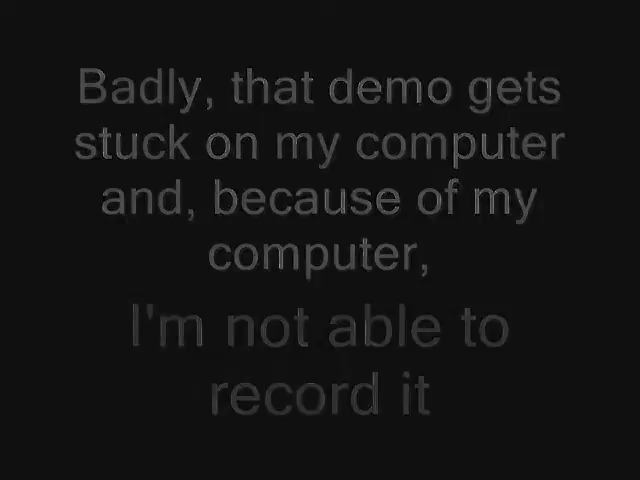 Badly, that demo gets
stuck on my computer
and, because of my
computer,
I'm not able to
record it